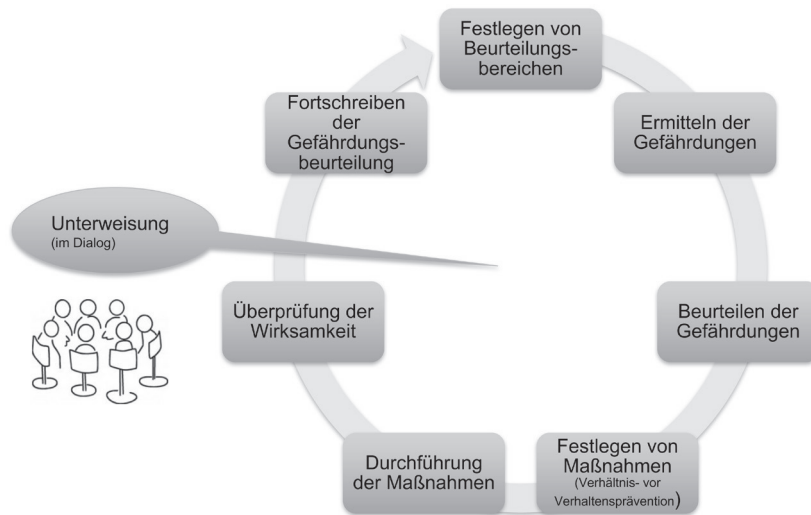 Festlegen von
Beurteilungs-
bereichen
Ermitteln der
Gefährdungen
Beurteilen der
Gefährdungen
Festlegen von
Maßnahmen
(Verhältnis- vor
Verhaltensprävention)
Durchführung
der Maßnahmen
Überprüfung der
Wirksamkeit
Fortschreiben
der
Gefährdungs-
beurteilung
Unterweisung
(im Dialog)